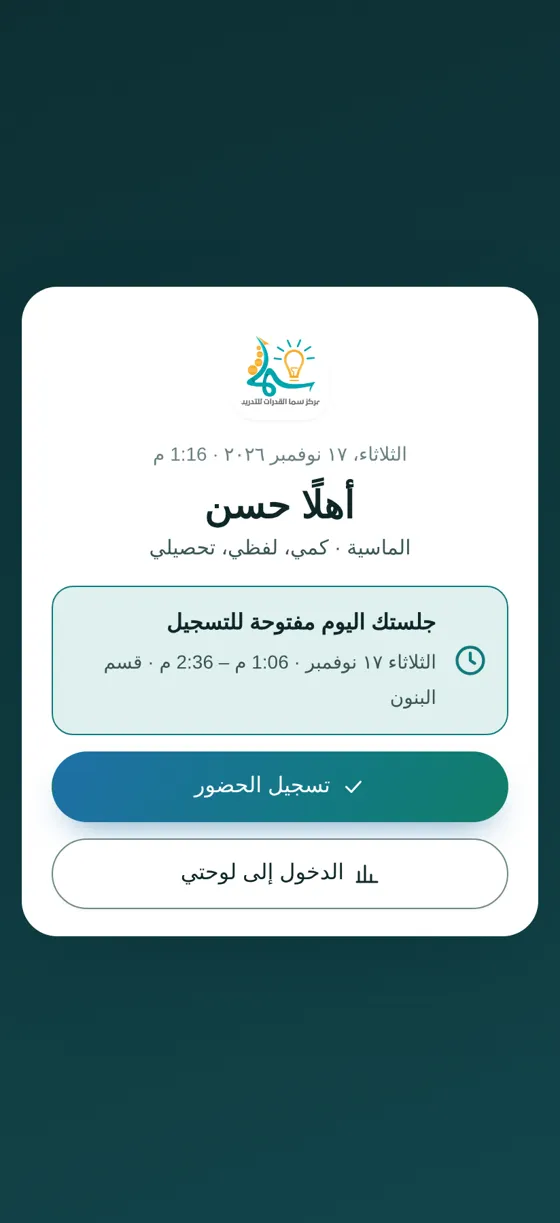 مركز سما القدرات للتدريب
الثلاثاء، ١٧ نوفمبر ٢٠٢٦ · 1:16 م
أهلًا حسن
الماسية · كمي، لفظي، تحصيلي
جلستك اليوم مفتوحة للتسجيل
الثلاثاء ١٧ نوفمبر · 1:06 م – 2:36 م · قسم
البنون
تسجيل الحضور
الدخول إلى لوحتي